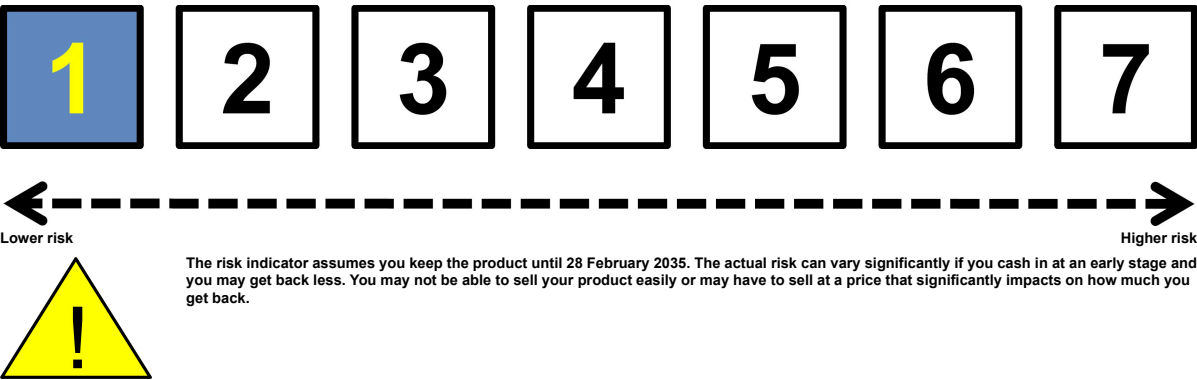 1 2 3 4 5 6 7
Lower risk Higher risk
The risk indicator assumes you keep the product until 28 February 2035. The actual risk can vary significantly if you cash in at an early stage and
you may get back less. You may not be able to sell your product easily or may have to sell at a price that significantly impacts on how much you
get back.
!